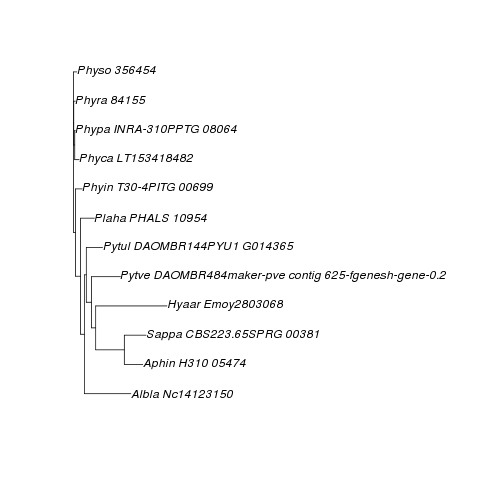 Physo 356454
Phyra 84155
Phypa INRA-310PPTG 08064
Phyca LT153418482
Phyin T30-4PITG 00699
Plaha PHALS 10954
Pytul DAOMBR144PYU1 G014365
Pytve DAOMBR484maker-pve contig 625-fgenesh-gene-0.2
Hyaar Emoy2803068
Sappa CBS223.65SPRG 00381
Aphin H310 05474
Albla Nc14123150